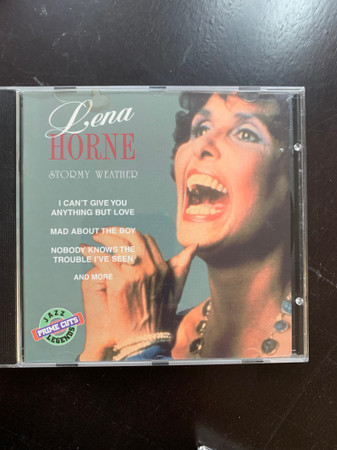 Lena
HORNE
STORMY WEATHER
I CAN'T GIVE YOU
ANYTHING BUT LOVE
MAD ABOUT THE BOY
NOBODY KNOWS THE
TROUBLE I'VE SEEN
AND MORE
JAZZ
PRIME CUTS
LEGENDS